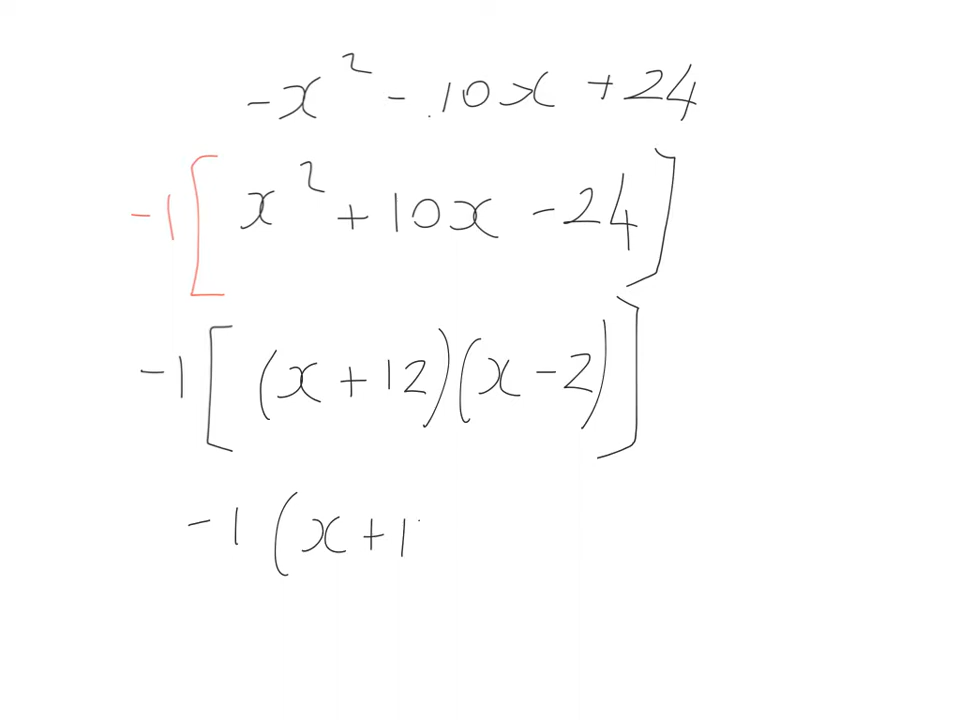 -x² - 10x + 24
-1[x² + 10x - 24]
-1[(x + 12)(x - 2)]
-1(x + 1